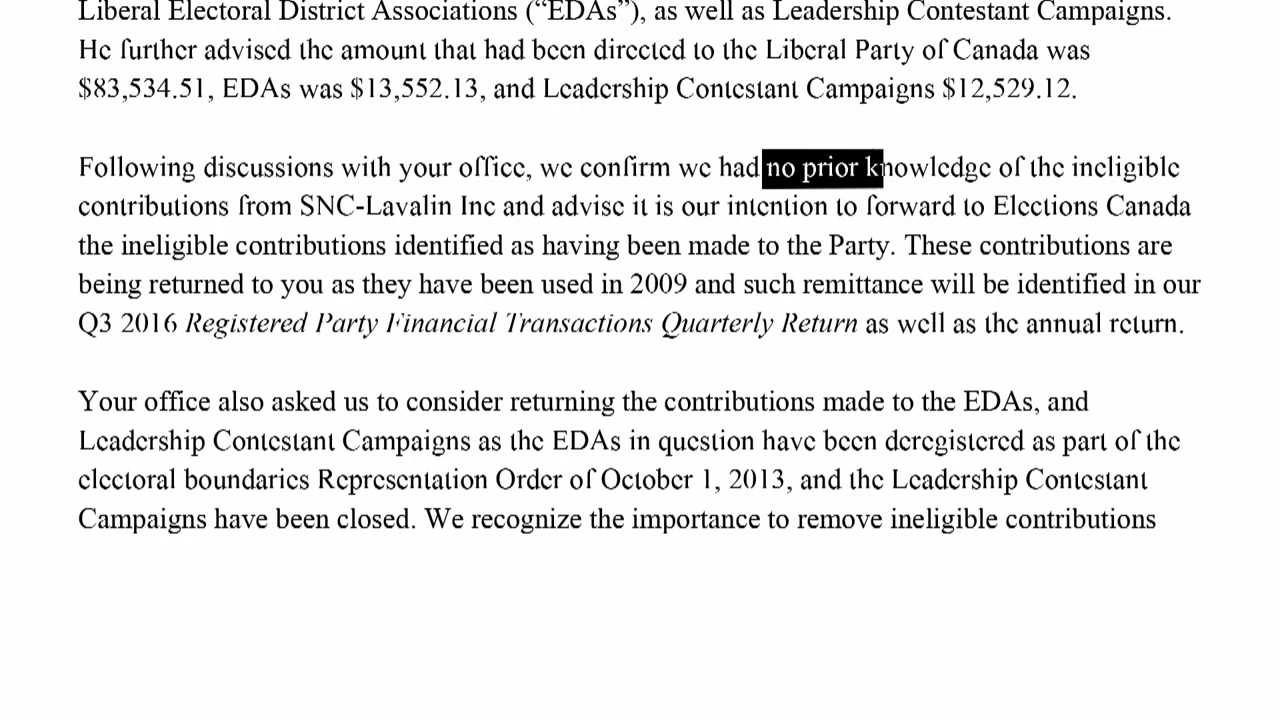 Liberal Electoral District Associations (“EDAs”), as well as Leadership Contestant Campaigns.
He further advised the amount that had been directed to the Liberal Party of Canada was
$83,534.51, EDAs was $13,552.13, and Leadership Contestant Campaigns $12,529.12.
Following discussions with your office, we confirm we had no prior knowledge of the ineligible
contributions from SNC-Lavalin Inc and advise it is our intention to forward to Elections Canada
the ineligible contributions identified as having been made to the Party. These contributions are
being returned to you as they have been used in 2009 and such remittance will be identified in our
Q3 2016 Registered Party Financial Transactions Quarterly Return as well as the annual return.
Your office also asked us to consider returning the contributions made to the EDAs, and
Leadership Contestant Campaigns as the EDAs in question have been deregistered as part of the
electoral boundaries Representation Order of October 1, 2013, and the Leadership Contestant
Campaigns have been closed. We recognize the importance to remove ineligible contributions